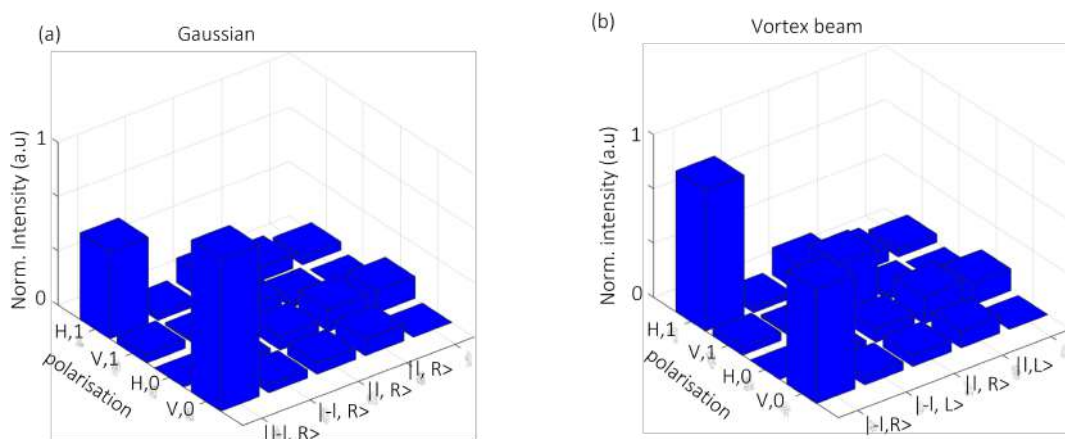 (a)
Gaussian
Norm. Intensity (a.u)
1
0
H,1
V,1
H,0
V,0
polarisation
|l-l, R>
|-l, R>
|l, R>
|l, R>
(b)
Vortex beam
Norm. intensity (a.u)
1
0
H,1
V,1
H,0
V,0
polarisation
|-l,R>
|-l, L>
|l, R>
|l,L>